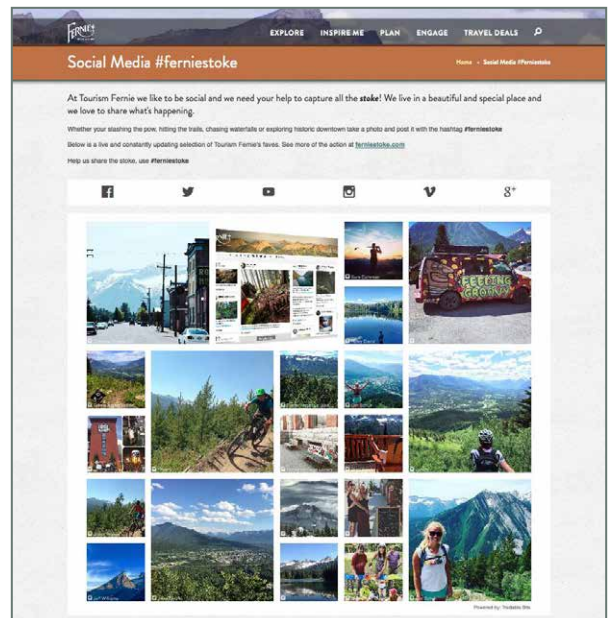 FERNIE
EXPLORE INSPIRE ME PLAN ENGAGE TRAVEL DEALS
Social Media #ferniestoke
Home • Social Media #Ferniestoke
At Tourism Fernie we like to be social and we need your help to capture all the stoke! We live in a beautiful and special place and
we love to share what's happening.
Whether your slashing the pow, hitting the trails, chasing waterfalls or exploring historic downtown take a photo and post it with the hashtag #ferniestoke
Below is a live and constantly updating selection of Tourism Fernie's faves. See more of the action at ferniestoke.com
Help us share the stoke, use #ferniestoke
8+
FEELING
GROOVY
Powered by: